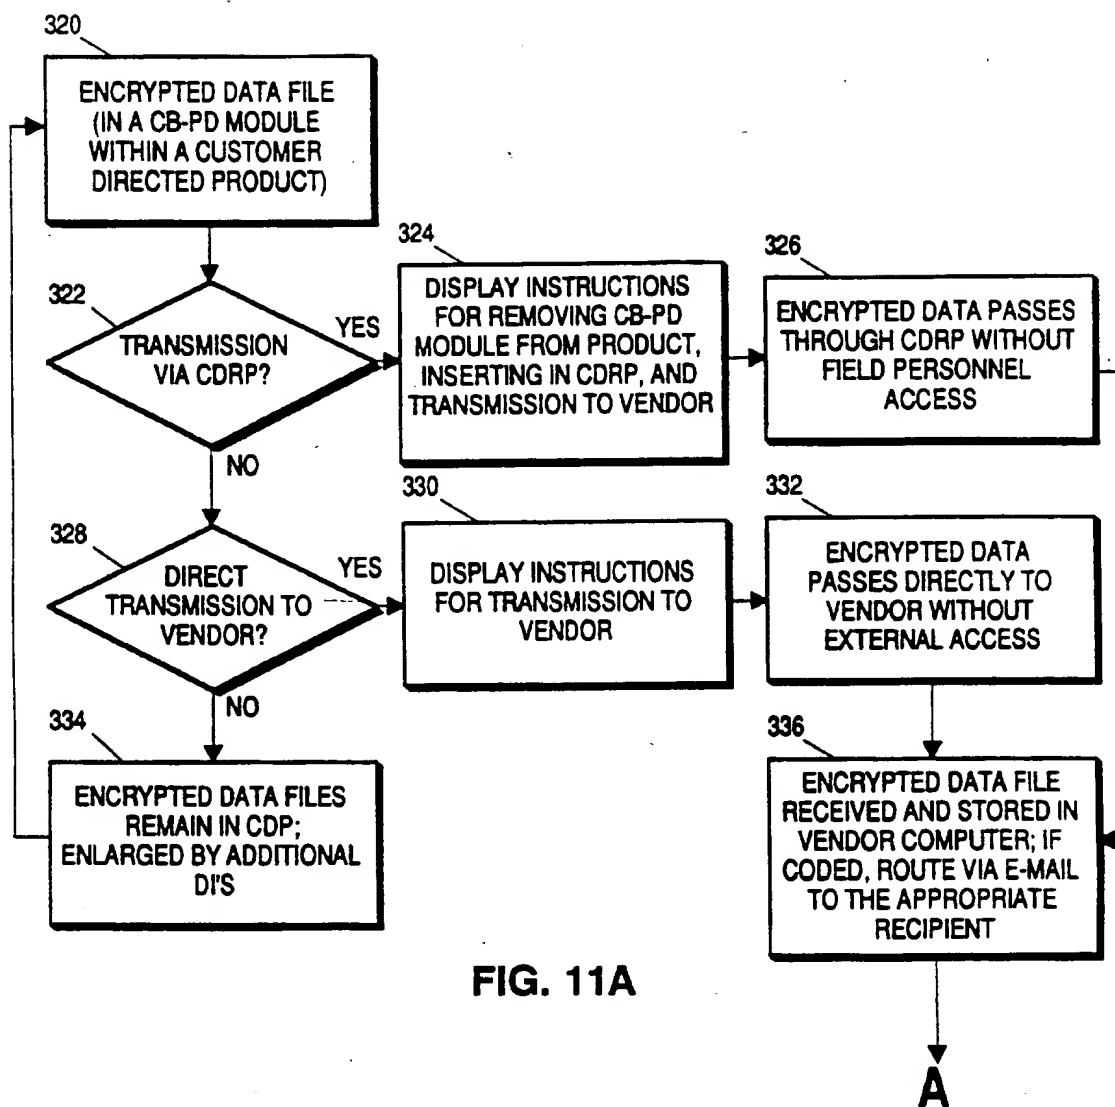 320
ENCRYPTED DATA FILE
(IN A CB-PD MODULE
WITHIN A CUSTOMER
DIRECTED PRODUCT)
322
TRANSMISSION
VIA CDRP?
YES
NO
324
DISPLAY INSTRUCTIONS
FOR REMOVING CB-PD
MODULE FROM PRODUCT,
INSERTING IN CDRP, AND
TRANSMISSION TO VENDOR
326
ENCRYPTED DATA PASSES
THROUGH CDRP WITHOUT
FIELD PERSONNEL
ACCESS
328
DIRECT
TRANSMISSION TO
VENDOR?
YES
NO
330
DISPLAY INSTRUCTIONS
FOR TRANSMISSION TO
VENDOR
332
ENCRYPTED DATA
PASSES DIRECTLY TO
VENDOR WITHOUT
EXTERNAL ACCESS
334
ENCRYPTED DATA FILES
REMAIN IN CDP;
ENLARGED BY ADDITIONAL
DI'S
336
ENCRYPTED DATA FILE
RECEIVED AND STORED IN
VENDOR COMPUTER; IF
CODED, ROUTE VIA E-MAIL
TO THE APPROPRIATE
RECIPIENT
FIG. 11A
A